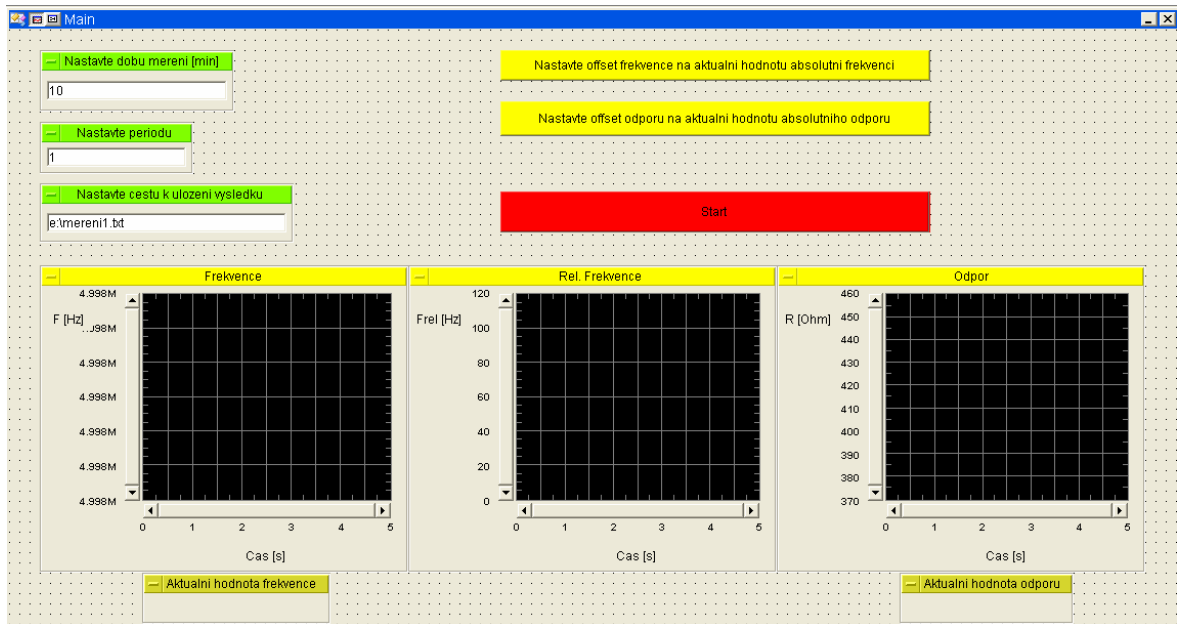 Main
Nastavte dobu mereni [min]
10
Nastavte periodu
1
Nastavte cestu k ulozeni vysledku
e:\mereni1.txt
Nastavte offset frekvence na aktualni hodnotu absolutni frekvenci
Nastavte offset odporu na aktualni hodnotu absolutniho odporu
Start
Frekvence
F [Hz]
4.998M
...98M
4.998M
4.998M
4.998M
4.998M
4.998M
0 1 2 3 4 5
Cas [s]
Rel. Frekvence
Frel [Hz]
120
100
80
60
40
20
0
0 1 2 3 4 5
Cas [s]
Odpor
R [Ohm]
460
450
440
430
420
410
400
390
380
370
0 1 2 3 4 5
Cas [s]
Aktualni hodnota frekvence
Aktualni hodnota odporu